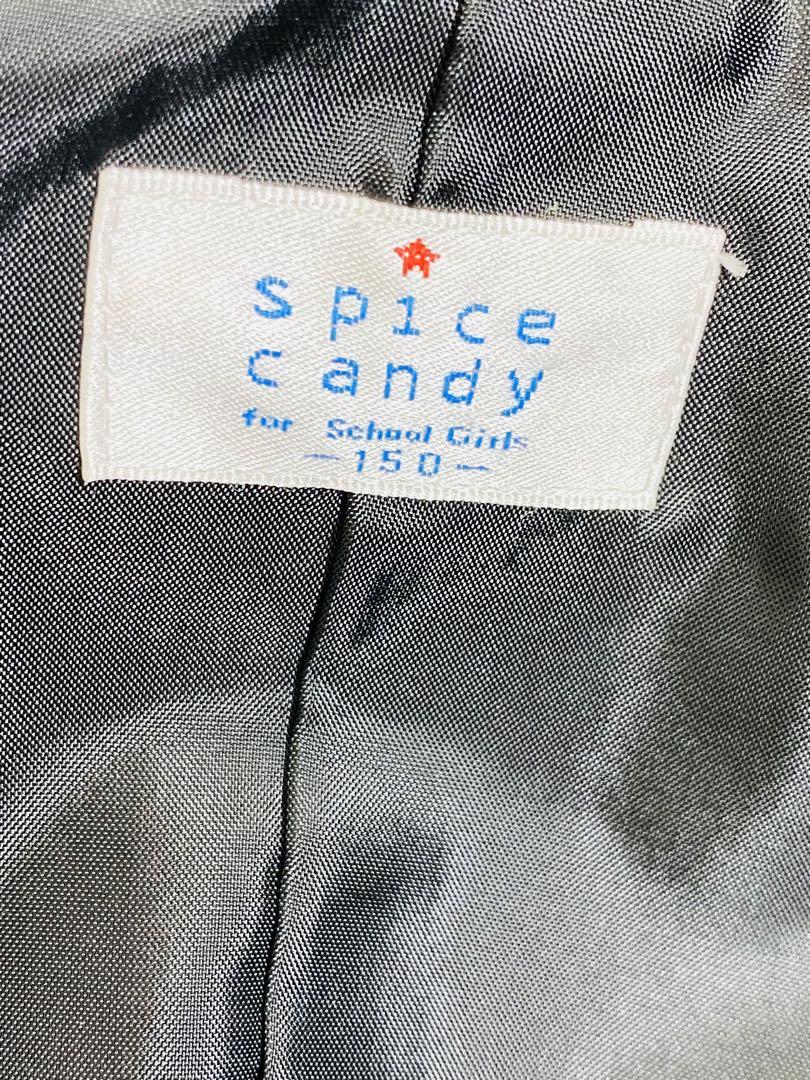 spice
candy
for School Girls
-150-